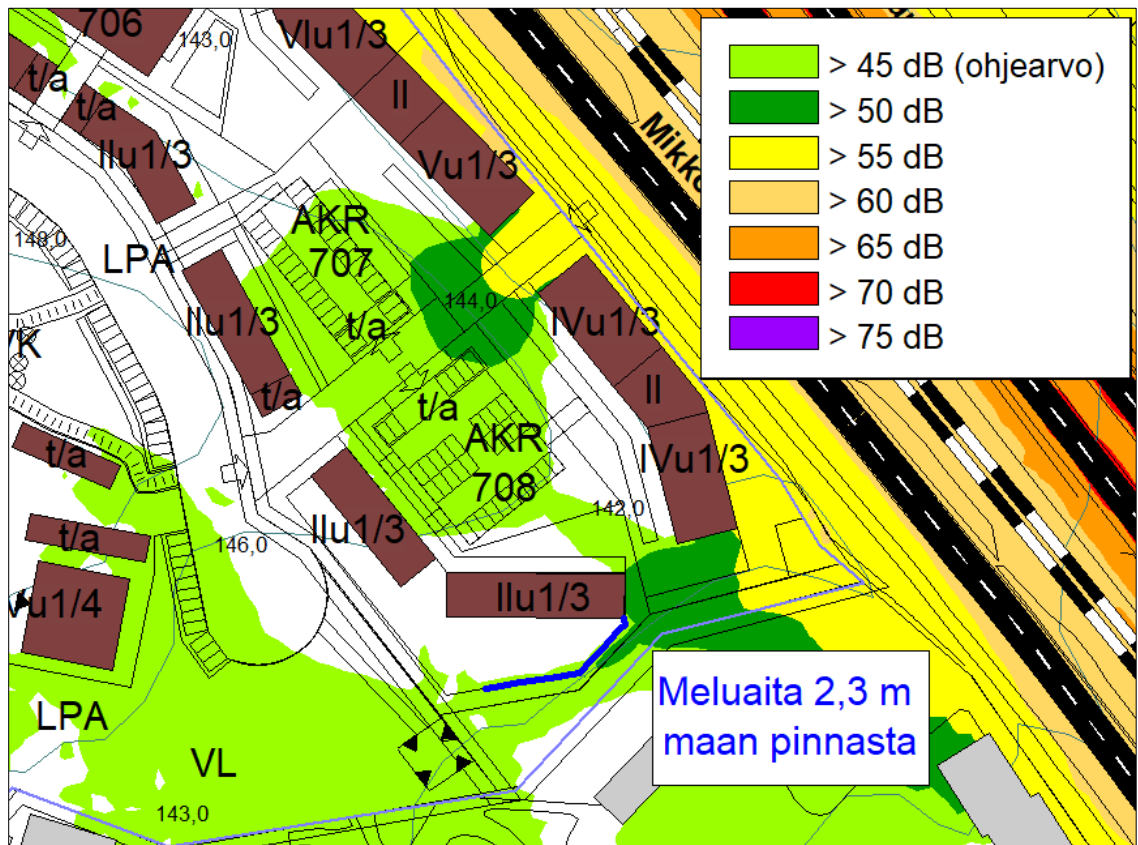 706
143,0
VIu1/3
t/a
t/a
IIu1/3
II
Vu1/3
> 45 dB (ohjearvo)
> 50 dB
> 55 dB
> 60 dB
> 65 dB
> 70 dB
> 75 dB
Mikko
AKR
707
148,0
LPA
144,0
IIu1/3
t/a
IVu1/3
VK
t/a
t/a
II
AKR
708
t/a
IVu1/3
142,0
t/a
146,0
IIu1/3
Vu1/4
IIu1/3
Meluaita 2,3 m
maan pinnasta
LPA
VL
143,0